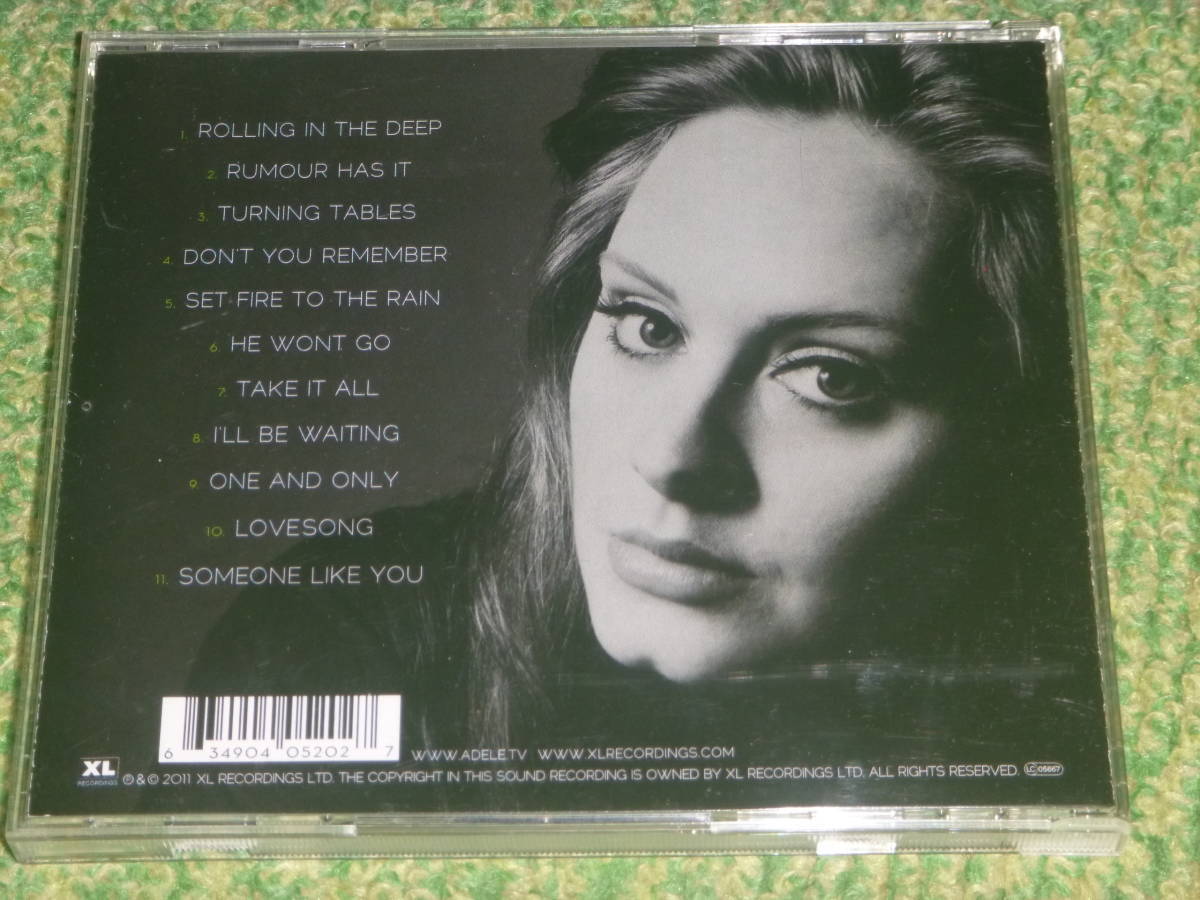 1. ROLLING IN THE DEEP
2. RUMOUR HAS IT
3. TURNING TABLES
4. DON'T YOU REMEMBER
5. SET FIRE TO THE RAIN
6. HE WONT GO
7. TAKE IT ALL
8. I'LL BE WAITING
9. ONE AND ONLY
10. LOVESONG
11. SOMEONE LIKE YOU
6 34904 05202 7
WWW.ADELE.TV WWW.XLRECORDINGS.COM
XL
RECORDINGS
℗ & © 2011 XL RECORDINGS LTD. THE COPYRIGHT IN THIS SOUND RECORDING IS OWNED BY XL RECORDINGS LTD. ALL RIGHTS RESERVED. LC 05667